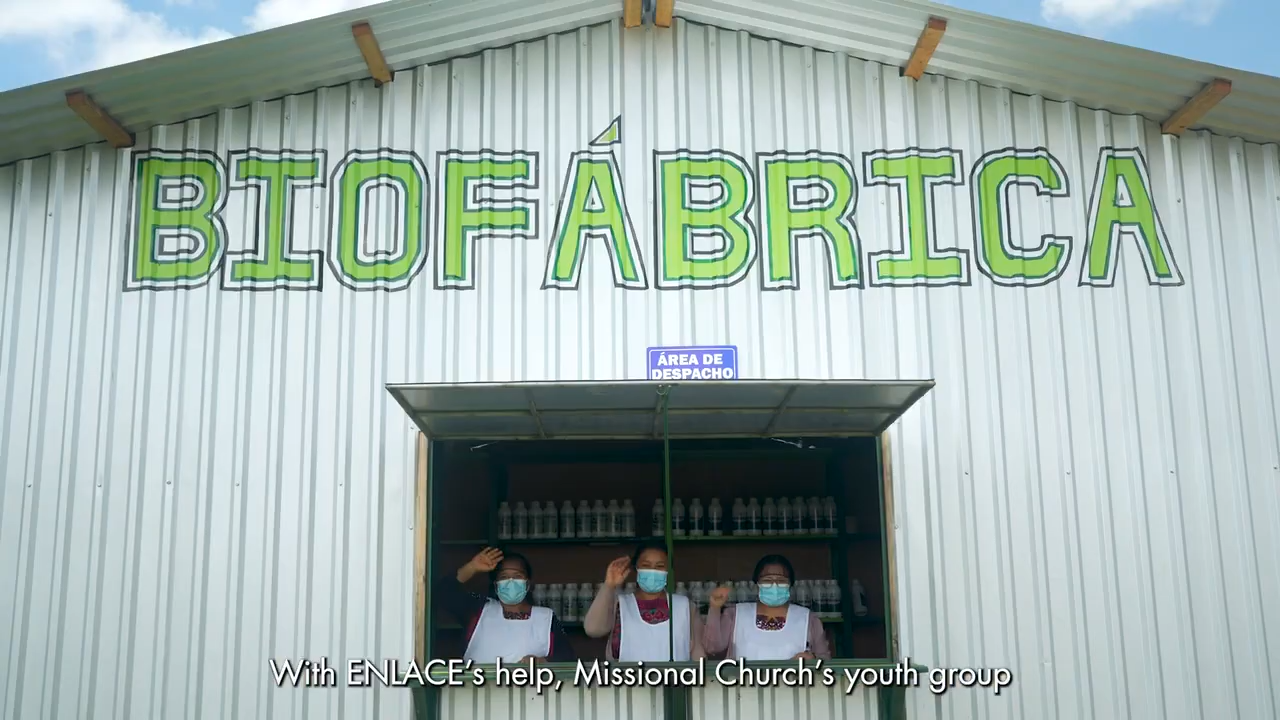 BIOFÁBRICA
ÁREA DE
DESPACHO
With ENLACE's help, Missional Church's youth group